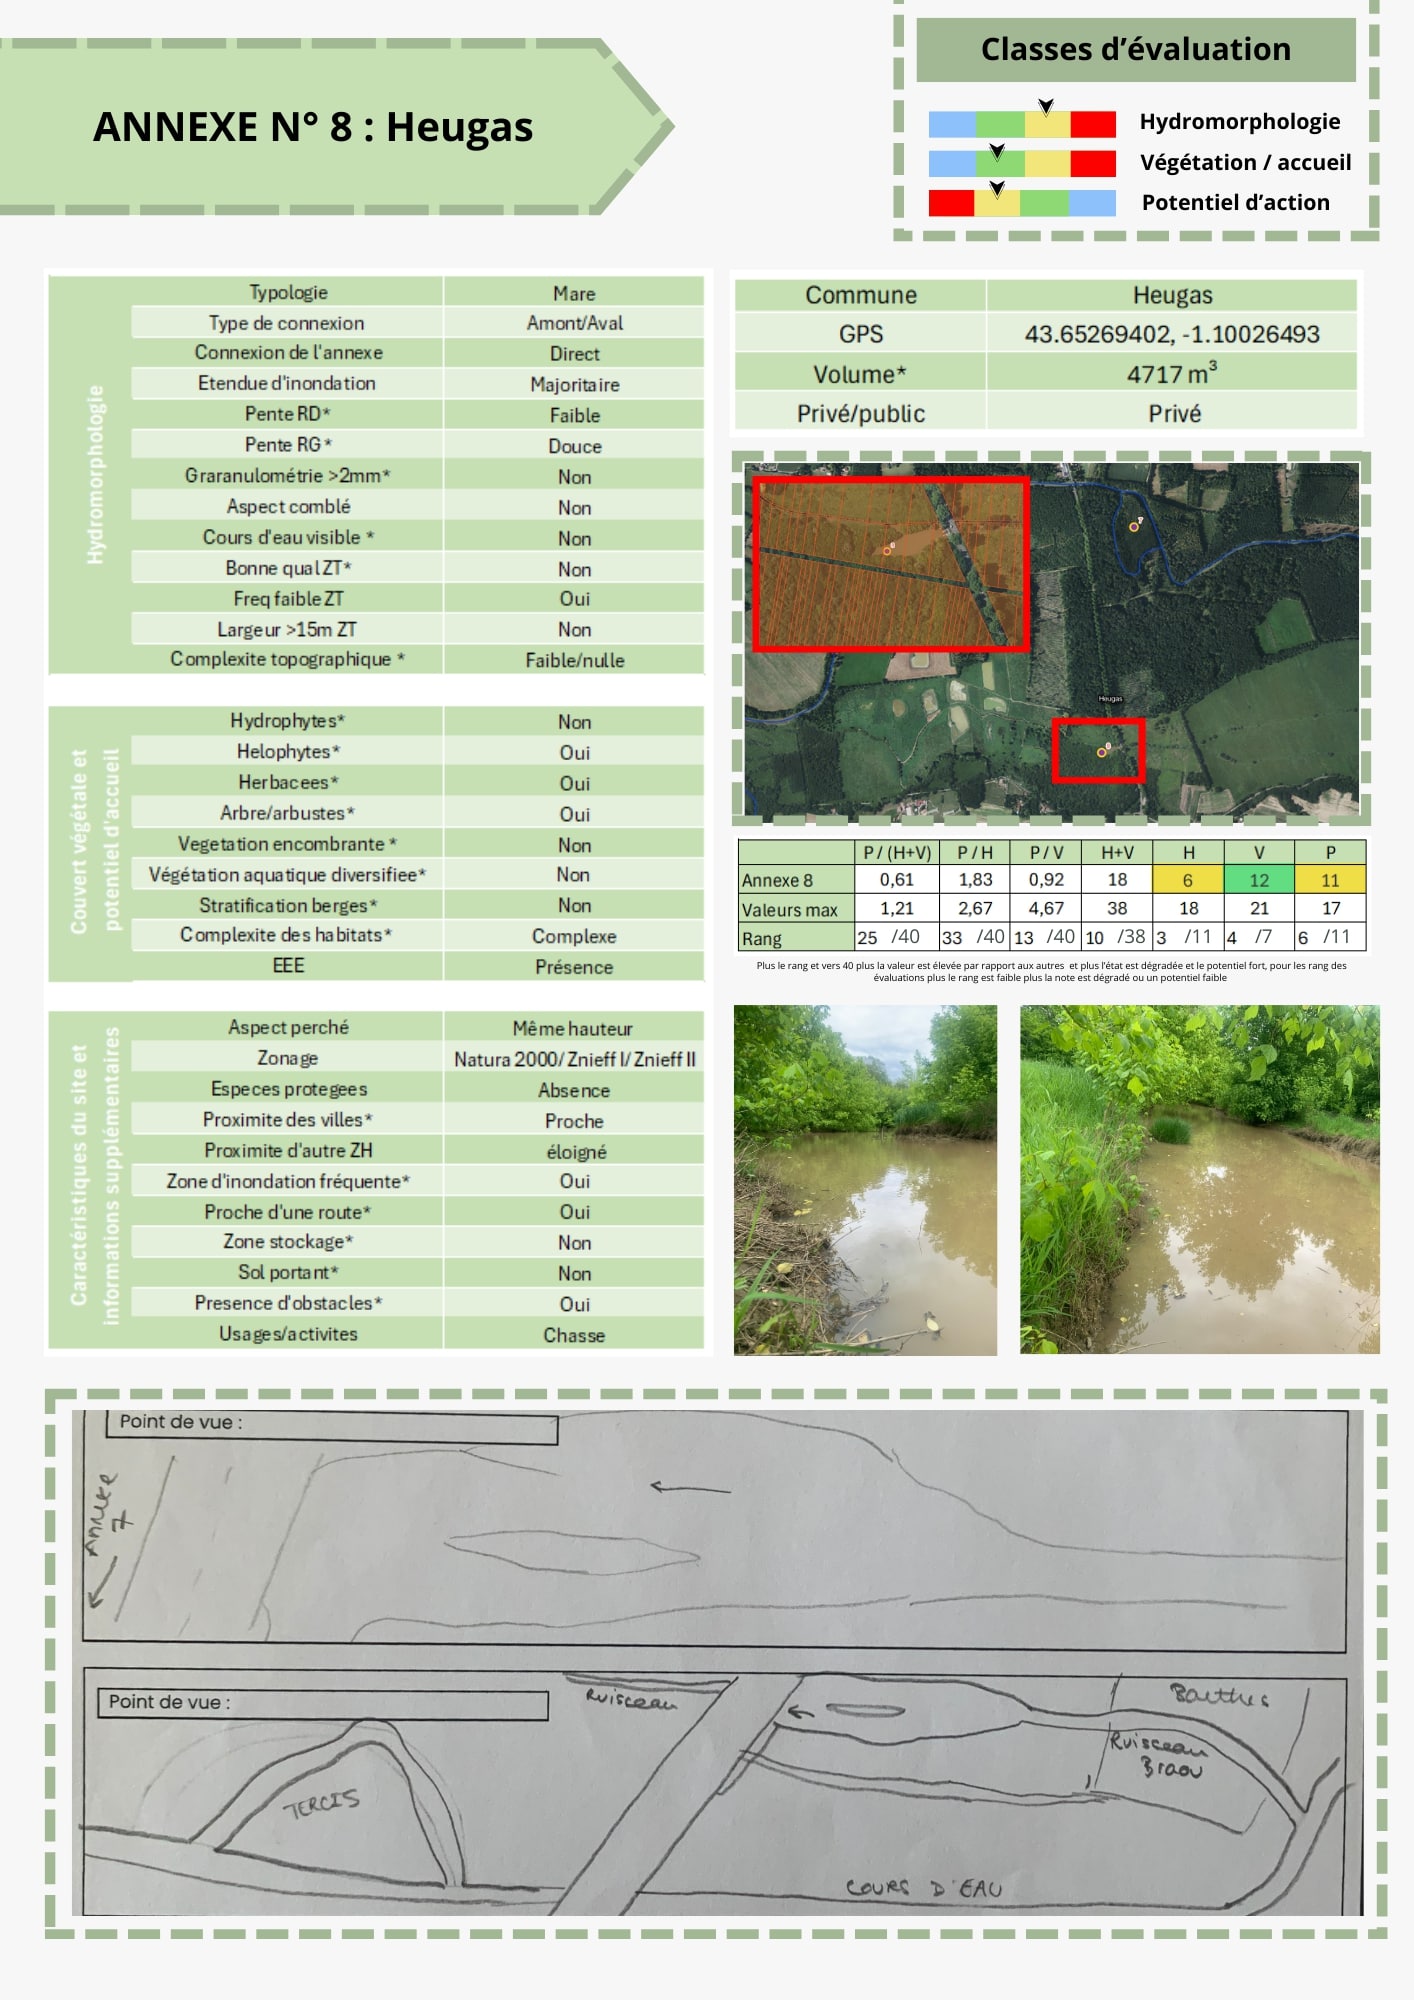 ANNEXE N° 8 : Heugas
Classes d’évaluation
Hydromorphologie
Végétation / accueil
Potentiel d’action
Hydromorphologie
Typologie Mare
Type de connexion Amont/Aval
Connexion de l'annexe Direct
Etendue d'inondation Majoritaire
Pente RD* Faible
Pente RG* Douce
Graranulométrie >2mm* Non
Aspect comblé Non
Cours d'eau visible * Non
Bonne qual ZT* Non
Freq faible ZT Oui
Largeur >15m ZT Non
Complexite topographique * Faible/nulle
Couvert végétale et
potentiel d'accueil
Hydrophytes* Non
Helophytes* Oui
Herbacees* Oui
Arbre/arbustes* Oui
Vegetation encombrante * Non
Végétation aquatique diversifiee* Non
Stratification berges* Non
Complexite des habitats* Complexe
EEE Présence
Caractéristiques du site et
informations supplémentaires
Aspect perché Même hauteur
Zonage Natura 2000/ Znieff I/ Znieff II
Especes protegees Absence
Proximite des villes* Proche
Proximite d'autre ZH éloigné
Zone d'inondation fréquente* Oui
Proche d'une route* Oui
Zone stockage* Non
Sol portant* Non
Presence d'obstacles* Oui
Usages/activites Chasse
Commune Heugas
GPS 43.65269402, -1.10026493
Volume* 4717 m³
Privé/public Privé
Heugas
P / (H+V) P / H P / V H+V H V P
Annexe 8 0,61 1,83 0,92 18 6 12 11
Valeurs max 1,21 2,67 4,67 38 18 21 17
Rang 25 /40 33 /40 13 /40 10 /38 3 /11 4 /7 6 /11
Plus le rang et vers 40 plus la valeur est élevée par rapport aux autres et plus l'état est dégradée et le potentiel fort, pour les rang des
évaluations plus le rang est faible plus la note est dégradé ou un potentiel faible
Point de vue :
Annexe
7
Point de vue :
Ruisceau
Barthes
Ruisceau
Braou
TERCIS
COURS D'EAU